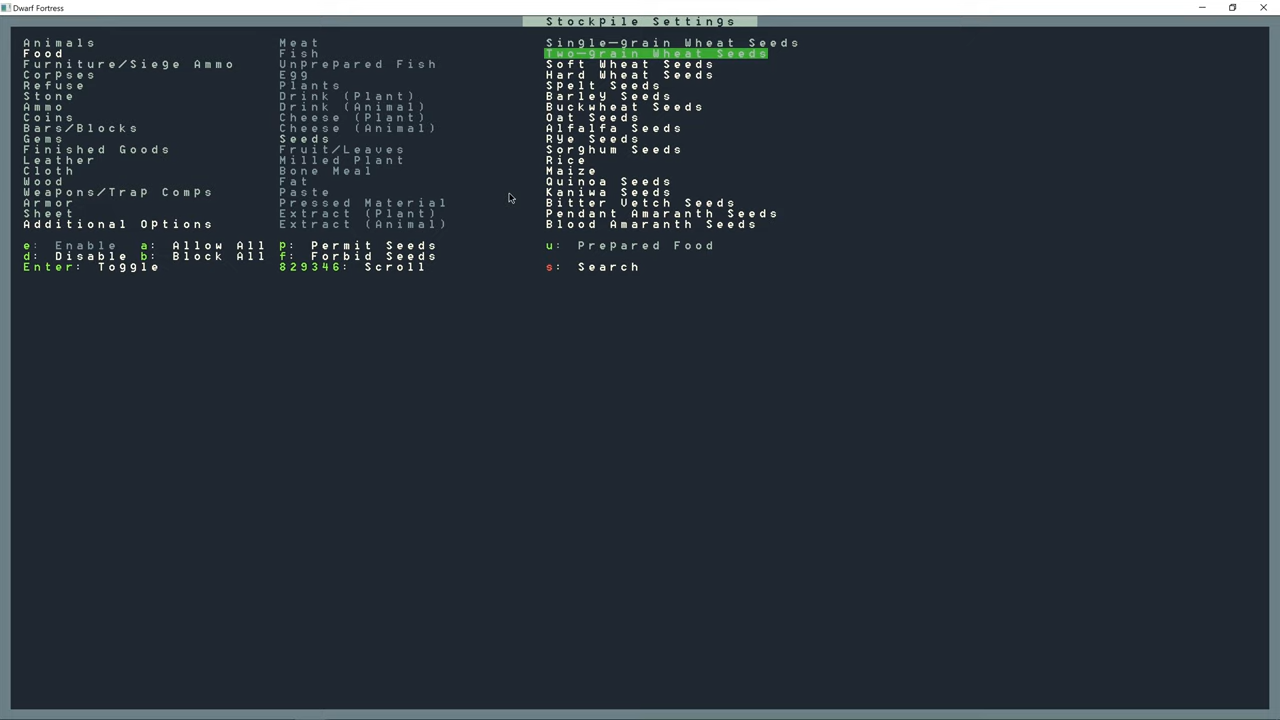 Dwarf Fortress
Stockpile Settings
Animals Meat Single-grain Wheat Seeds
Food Fish Two-grain Wheat Seeds
Furniture/Siege Ammo Unprepared Fish Soft Wheat Seeds
Corpses Egg Hard Wheat Seeds
Refuse Plants Spelt Seeds
Stone Drink (Plant) Barley Seeds
Ammo Drink (Animal) Buckwheat Seeds
Coins Cheese (Plant) Oat Seeds
Bars/Blocks Cheese (Animal) Alfalfa Seeds
Gems Seeds Rye Seeds
Finished Goods Fruit/Leaves Sorghum Seeds
Leather Milled Plant Rice
Cloth Bone Meal Maize
Wood Fat Quinoa Seeds
Weapons/Trap Comps Paste Kaniwa Seeds
Armor Pressed Material Bitter Vetch Seeds
Sheet Extract (Plant) Pendant Amaranth Seeds
Additional Options Extract (Animal) Blood Amaranth Seeds
e: Enable a: Allow All p: Permit Seeds u: Prepared Food
d: Disable b: Block All f: Forbid Seeds
Enter: Toggle 829346: Scroll s: Search